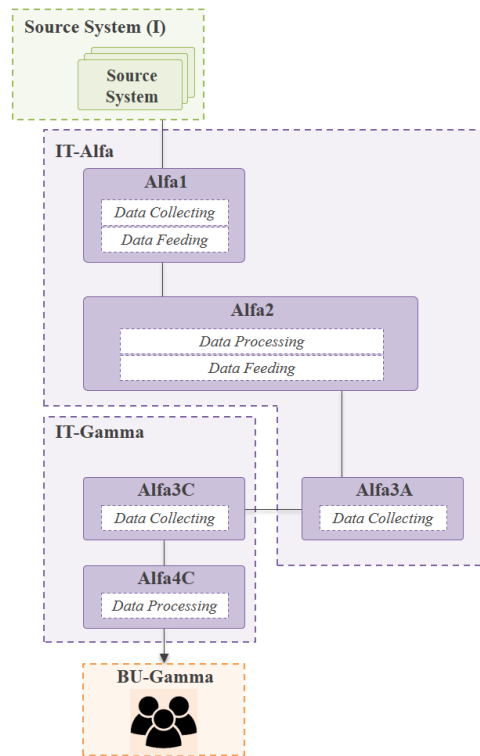 Source System (I)
Source
System
IT-Alfa
Alfa1
Data Collecting
Data Feeding
Alfa2
Data Processing
Data Feeding
IT-Gamma
Alfa3C
Data Collecting
Alfa3A
Data Collecting
Alfa4C
Data Processing
BU-Gamma